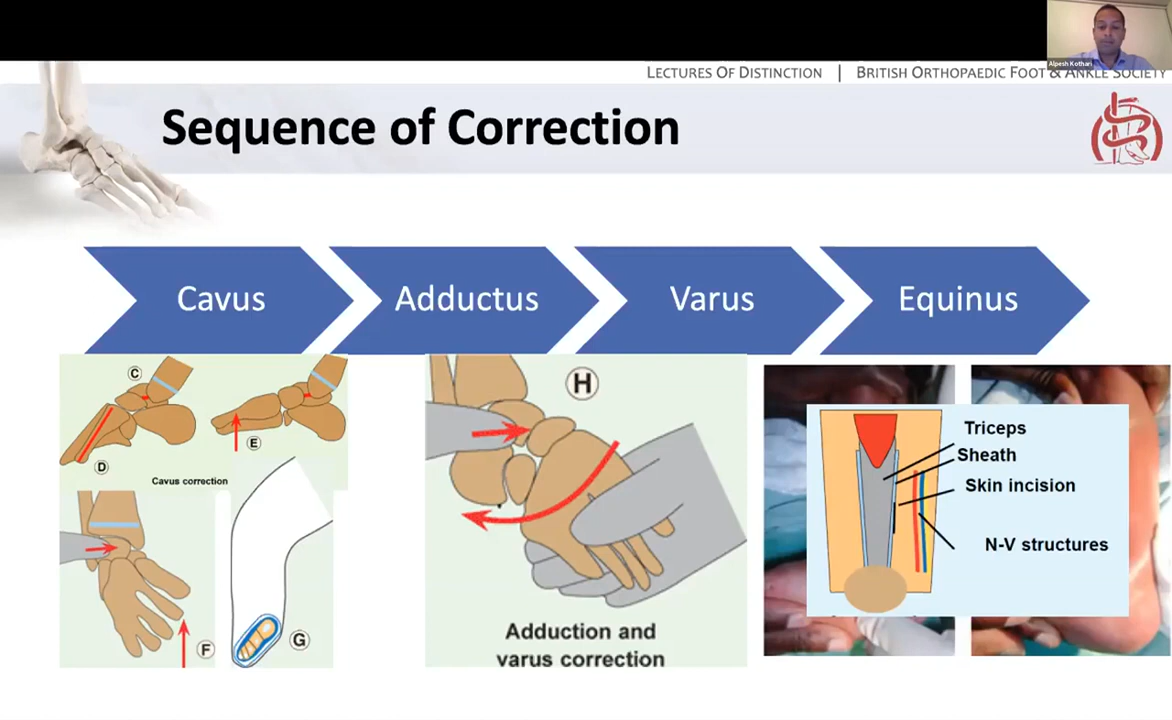 Alpesh Kothari
LECTURES OF DISTINCTION | BRITISH ORTHOPAEDIC FOOT & ANKLE SOCIETY
Sequence of Correction
Cavus
Adductus
Varus
Equinus
C
D
E
Cavus correction
F
G
H
Adduction and
varus correction
Triceps
Sheath
Skin incision
N-V structures